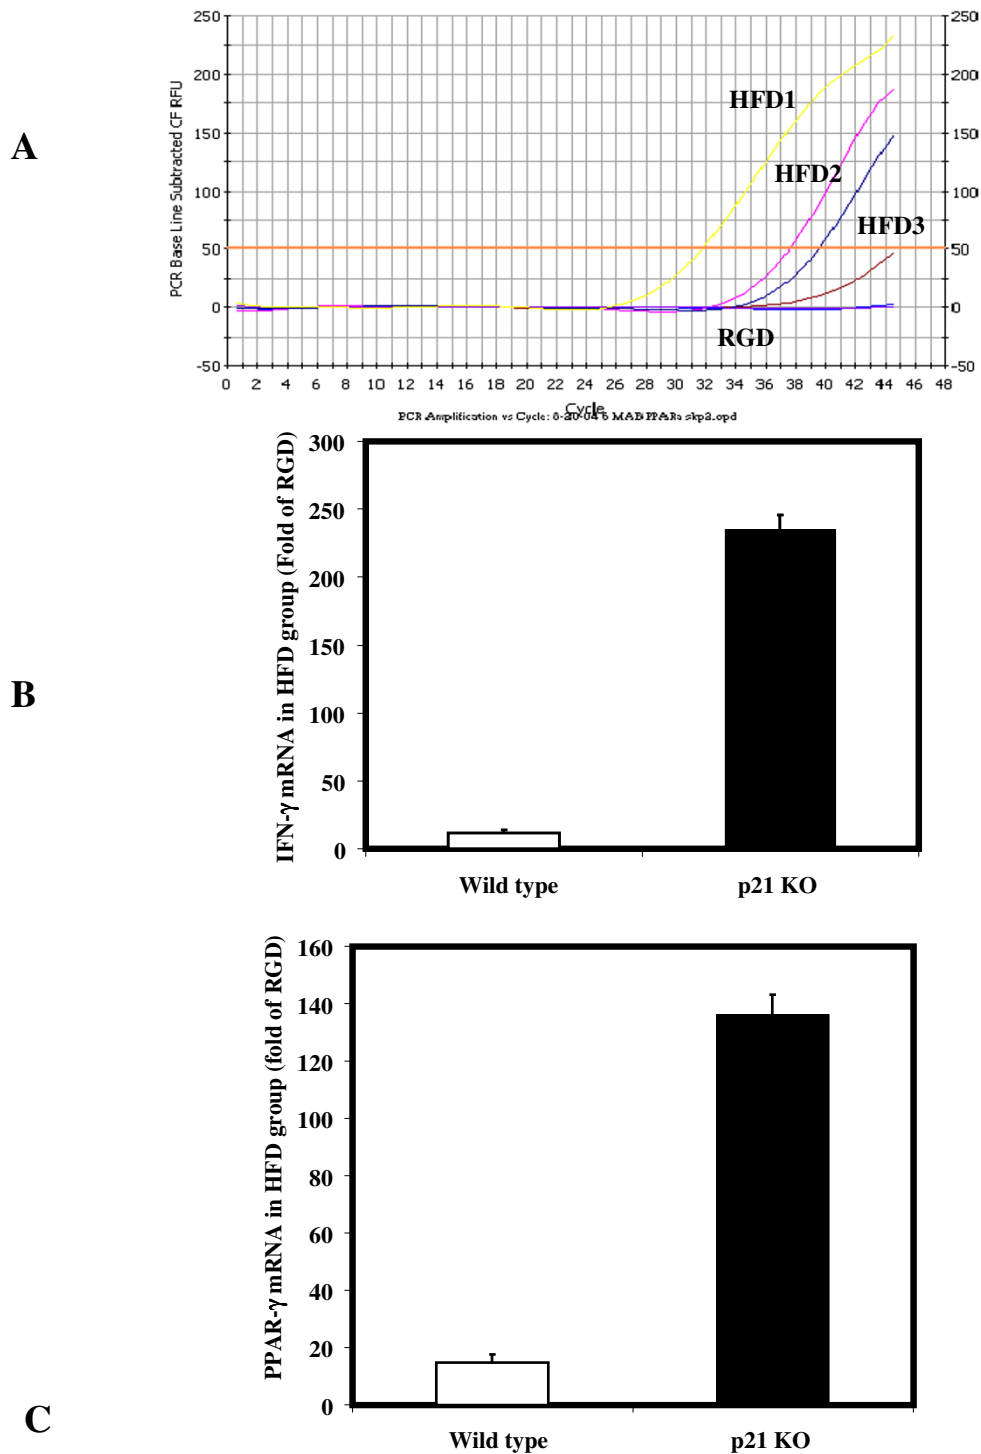 A
PCR Base Line Subtracted CF RFU
250
200
150
100
50
0
-50
250
200
150
100
50
0
-50
HFD1
HFD2
HFD3
RGD
0 2 4 6 8 10 12 14 16 18 20 22 24 26 28 30 32 34 36 38 40 42 44 46 48
Cycle
PCR Amplification vs Cycle: MAB PPARa skp2.opd
B
IFN-γ mRNA in HFD group (Fold of RGD)
300
250
200
150
100
50
0
Wild type p21 KO
C
PPAR-γ mRNA in HFD group (fold of RGD)
160
140
120
100
80
60
40
20
0
Wild type p21 KO